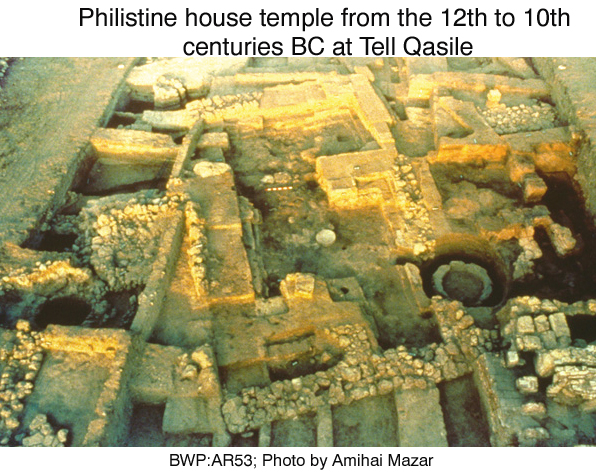 Philistine house temple from the 12th to 10th
centuries BC at Tell Qasile
BWP:AR53; Photo by Amihai Mazar